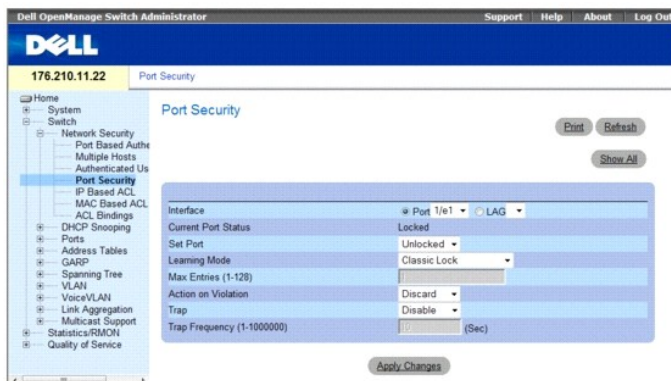 Dell OpenManage Switch Administrator
Support Help About Log Out
DELL
176.210.11.22
Port Security
Home
System
Switch
Network Security
Port Based Authe
Multiple Hosts
Authenticated Us
Port Security
IP Based ACL
MAC Based ACL
ACL Bindings
DHCP Snooping
Ports
Address Tables
GARP
Spanning Tree
VLAN
VoiceVLAN
Link Aggregation
Multicast Support
Statistics/RMON
Quality of Service
Port Security
Print Refresh
Show All
Interface Port 1/e1 LAG
Current Port Status Locked
Set Port Unlocked
Learning Mode Classic Lock
Max Entries (1-128)
Action on Violation Discard
Trap Disable
Trap Frequency (1-1000000) 10 (Sec)
Apply Changes